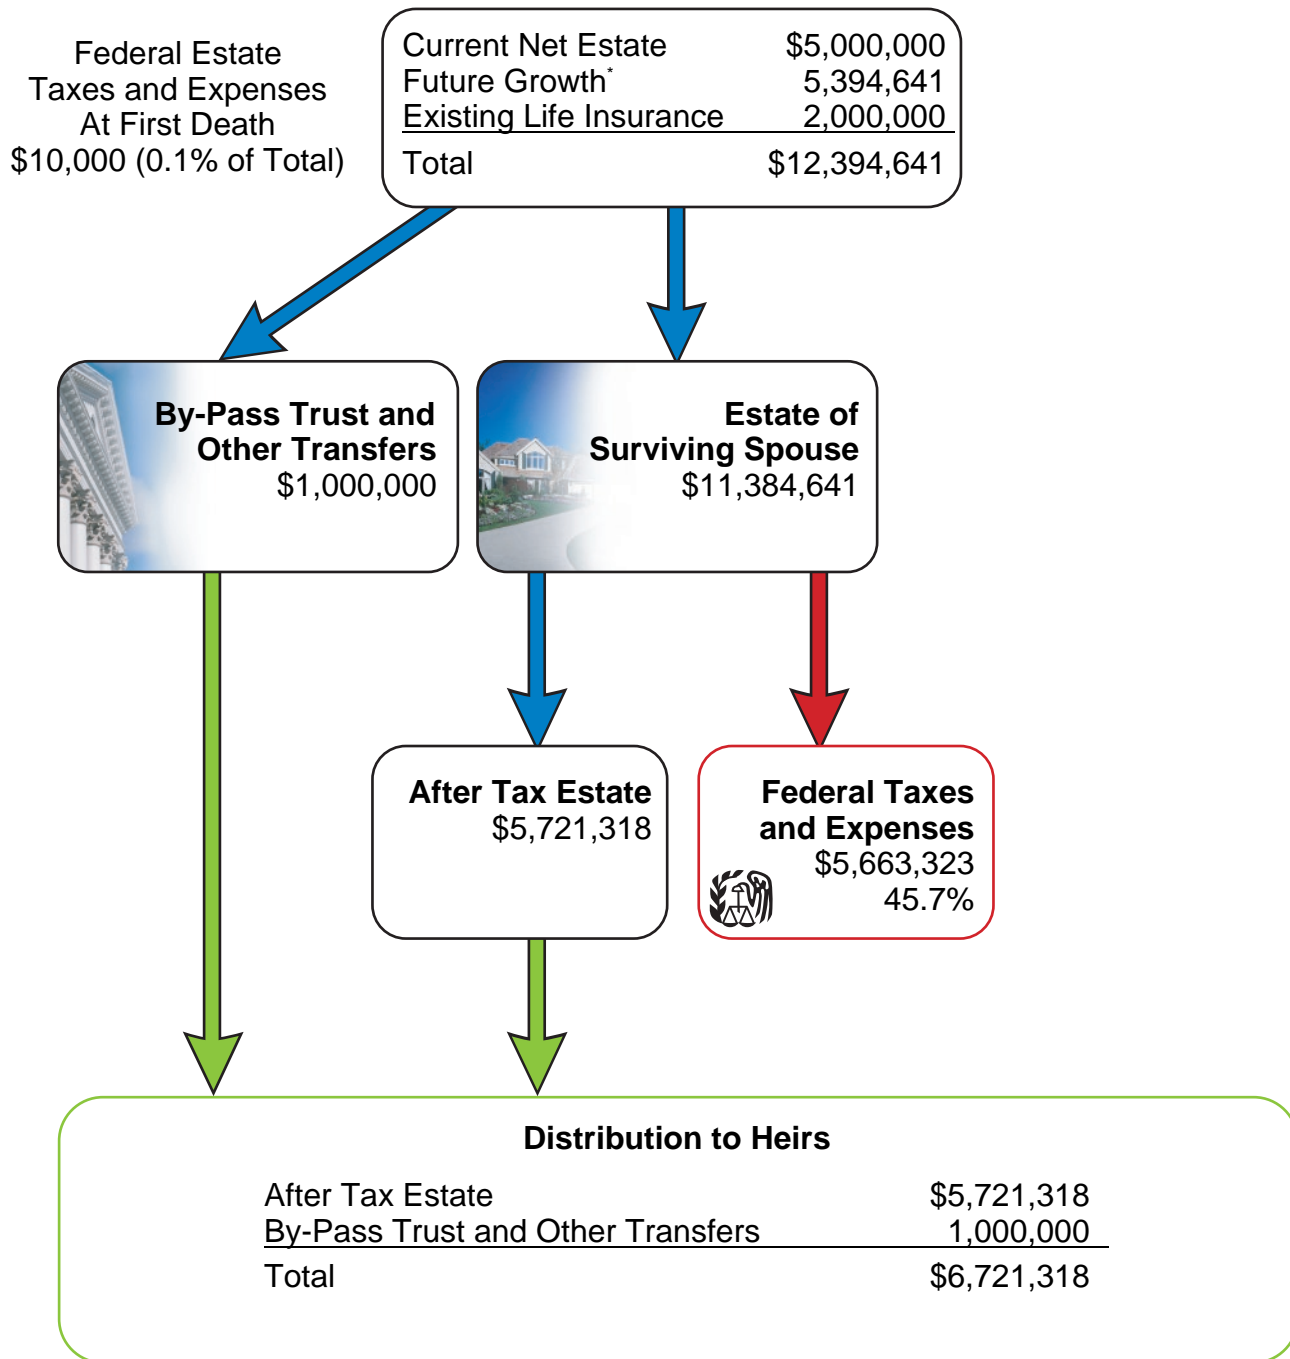 Federal Estate
Taxes and Expenses
At First Death
$10,000 (0.1% of Total)
Current Net Estate $5,000,000
Future Growth* 5,394,641
Existing Life Insurance 2,000,000
Total $12,394,641
By-Pass Trust and
Other Transfers
$1,000,000
Estate of
Surviving Spouse
$11,384,641
After Tax Estate
$5,721,318
Federal Taxes
and Expenses
$5,663,323
45.7%
Distribution to Heirs
After Tax Estate $5,721,318
By-Pass Trust and Other Transfers 1,000,000
Total $6,721,318